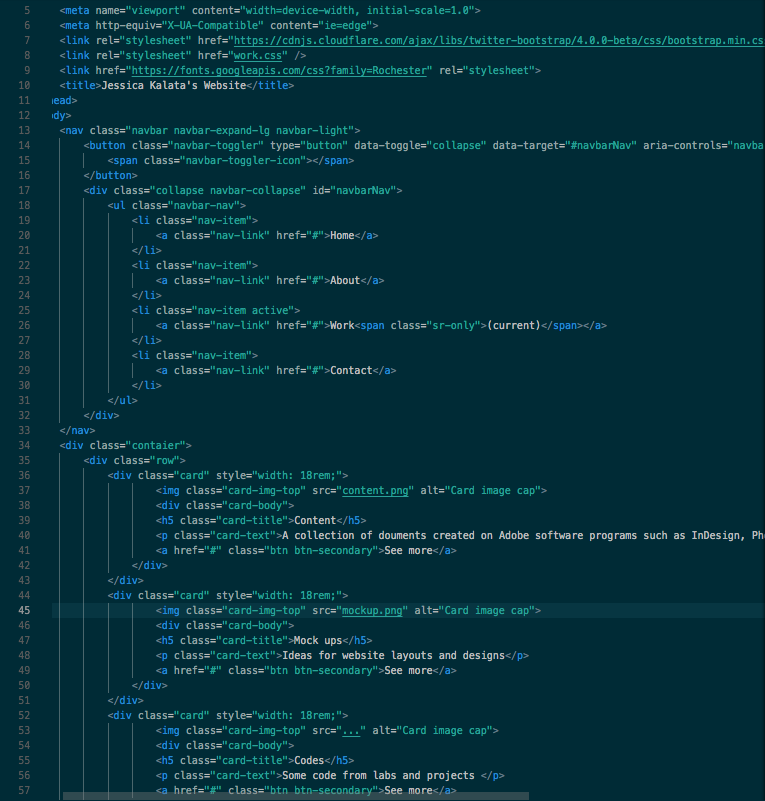 5 <meta name="viewport" content="width=device-width, initial-scale=1.0">
6 <meta http-equiv="X-UA-Compatible" content="ie=edge">
7 <link rel="stylesheet" href="https://cdnjs.cloudflare.com/ajax/libs/twitter-bootstrap/4.0.0-beta/css/bootstrap.min.cs
8 <link rel="stylesheet" href="work.css" />
9 <link href="https://fonts.googleapis.com/css?family=Rochester" rel="stylesheet">
10 <title>Jessica Kalata's Website</title>
11 head>
12 ody>
13 <nav class="navbar navbar-expand-lg navbar-light">
14 <button class="navbar-toggler" type="button" data-toggle="collapse" data-target="#navbarNav" aria-controls="navba
15 <span class="navbar-toggler-icon"></span>
16 </button>
17 <div class="collapse navbar-collapse" id="navbarNav">
18 <ul class="navbar-nav">
19 <li class="nav-item">
20 <a class="nav-link" href="#">Home</a>
21 </li>
22 <li class="nav-item">
23 <a class="nav-link" href="#">About</a>
24 </li>
25 <li class="nav-item active">
26 <a class="nav-link" href="#">Work<span class="sr-only">(current)</span></a>
27 </li>
28 <li class="nav-item">
29 <a class="nav-link" href="#">Contact</a>
30 </li>
31 </ul>
32 </div>
33 </nav>
34 <div class="contaier">
35 <div class="row">
36 <div class="card" style="width: 18rem;">
37 <img class="card-img-top" src="content.png" alt="Card image cap">
38 <div class="card-body">
39 <h5 class="card-title">Content</h5>
40 <p class="card-text">A collection of douments created on Adobe software programs such as InDesign, Ph
41 <a href="#" class="btn btn-secondary">See more</a>
42 </div>
43 </div>
44 <div class="card" style="width: 18rem;">
45 <img class="card-img-top" src="mockup.png" alt="Card image cap">
46 <div class="card-body">
47 <h5 class="card-title">Mock ups</h5>
48 <p class="card-text">Ideas for website layouts and designs</p>
49 <a href="#" class="btn btn-secondary">See more</a>
50 </div>
51 </div>
52 <div class="card" style="width: 18rem;">
53 <img class="card-img-top" src="..." alt="Card image cap">
54 <div class="card-body">
55 <h5 class="card-title">Codes</h5>
56 <p class="card-text">Some code from labs and projects </p>
57 <a href="#" class="btn btn-secondary">See more</a>